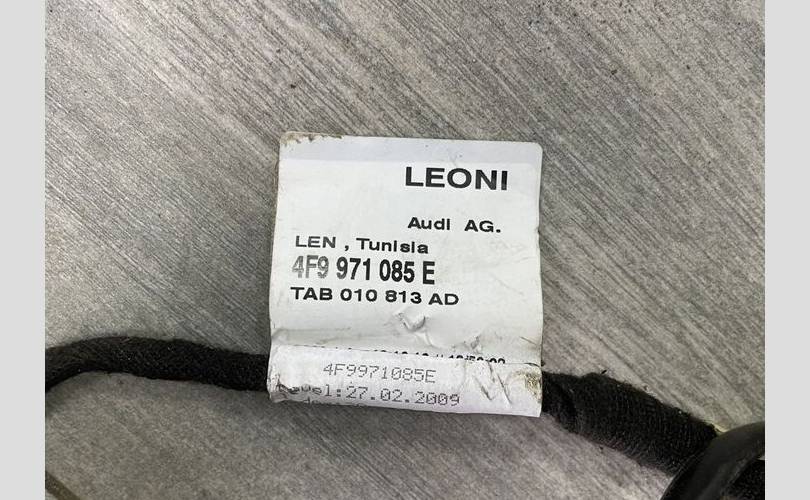 LEONI
Audi AG.
LEN , Tunisia
4F9 971 085 E
TAB 010 813 AD
4F9971085E
27.02.2009